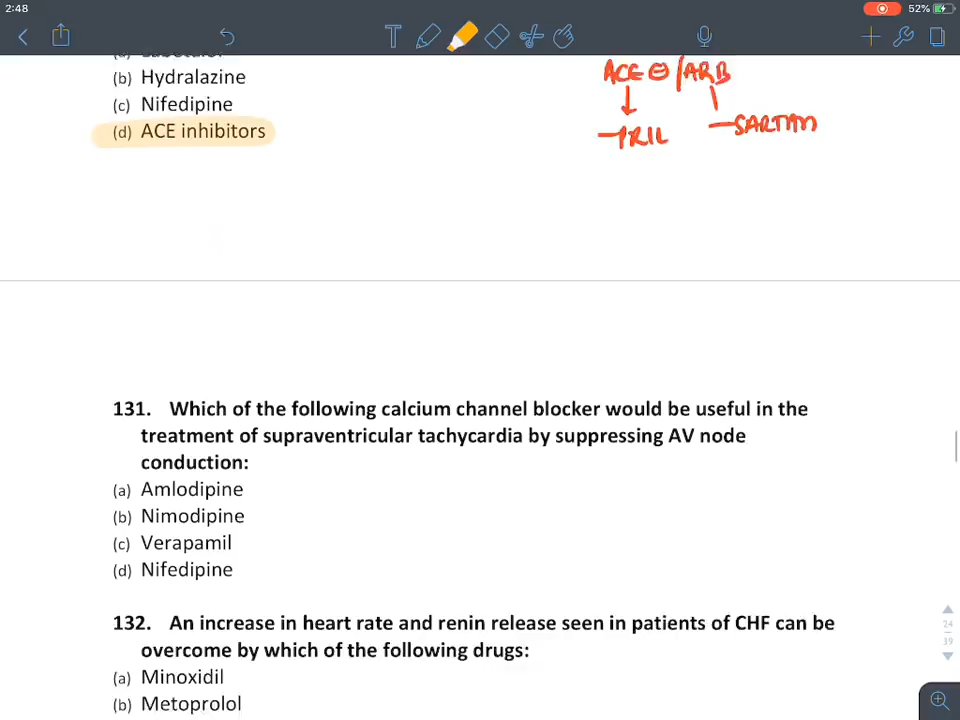 2:48
52%
T
(b) Hydralazine
(c) Nifedipine
(d) ACE inhibitors
ACE ⊖/ARB
-PRIL
-SARTAN
131. Which of the following calcium channel blocker would be useful in the
treatment of supraventricular tachycardia by suppressing AV node
conduction:
(a) Amlodipine
(b) Nimodipine
(c) Verapamil
(d) Nifedipine
132. An increase in heart rate and renin release seen in patients of CHF can be
overcome by which of the following drugs:
(a) Minoxidil
(b) Metoprolol
24
39